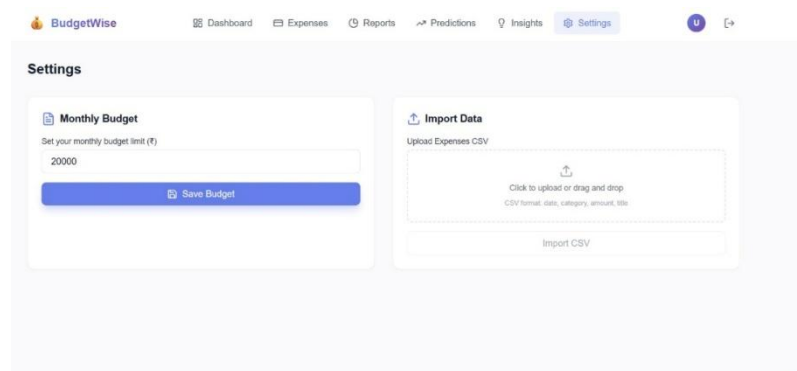 BudgetWise Dashboard Expenses Reports Predictions Insights Settings U
Settings
Monthly Budget
Set your monthly budget limit (₹)
20000
Save Budget
Import Data
Upload Expenses CSV
Click to upload or drag and drop
CSV format: date, category, amount, title
Import CSV